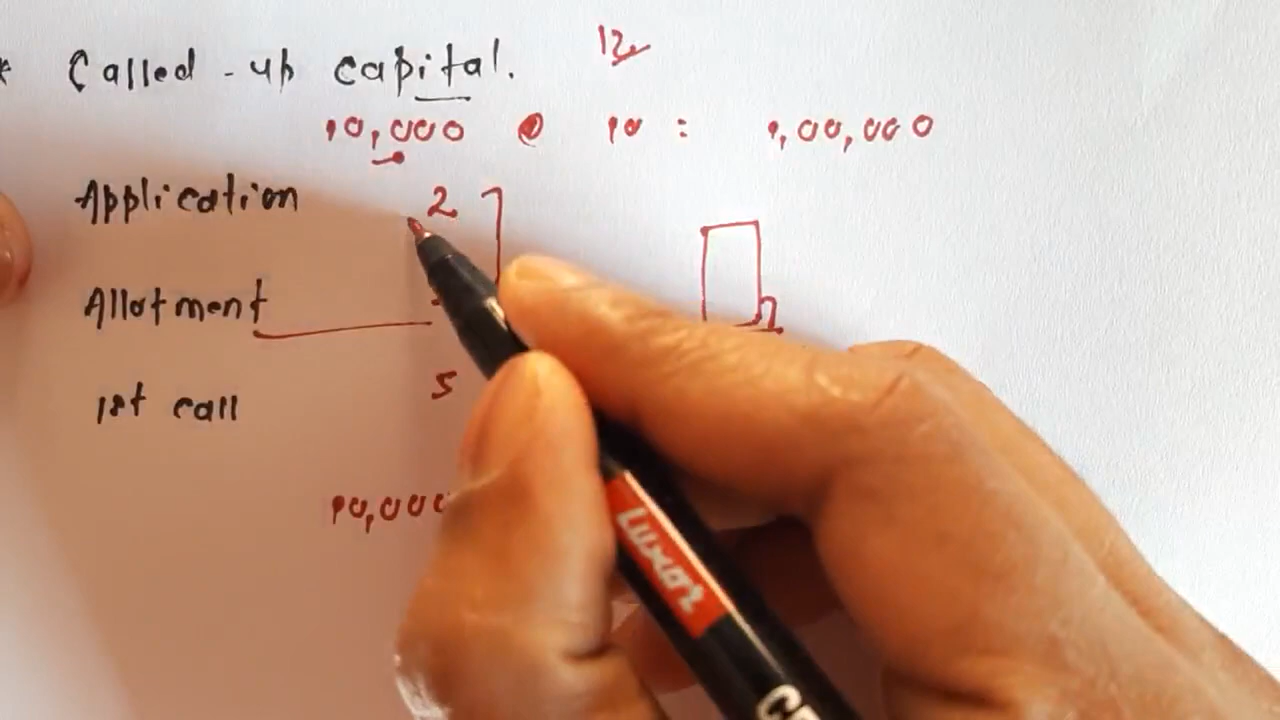 Called-up capital. 12
10,000 @ 10 : 1,00,000
Application 2
Allotment
1st call 5
10,000
Luxor